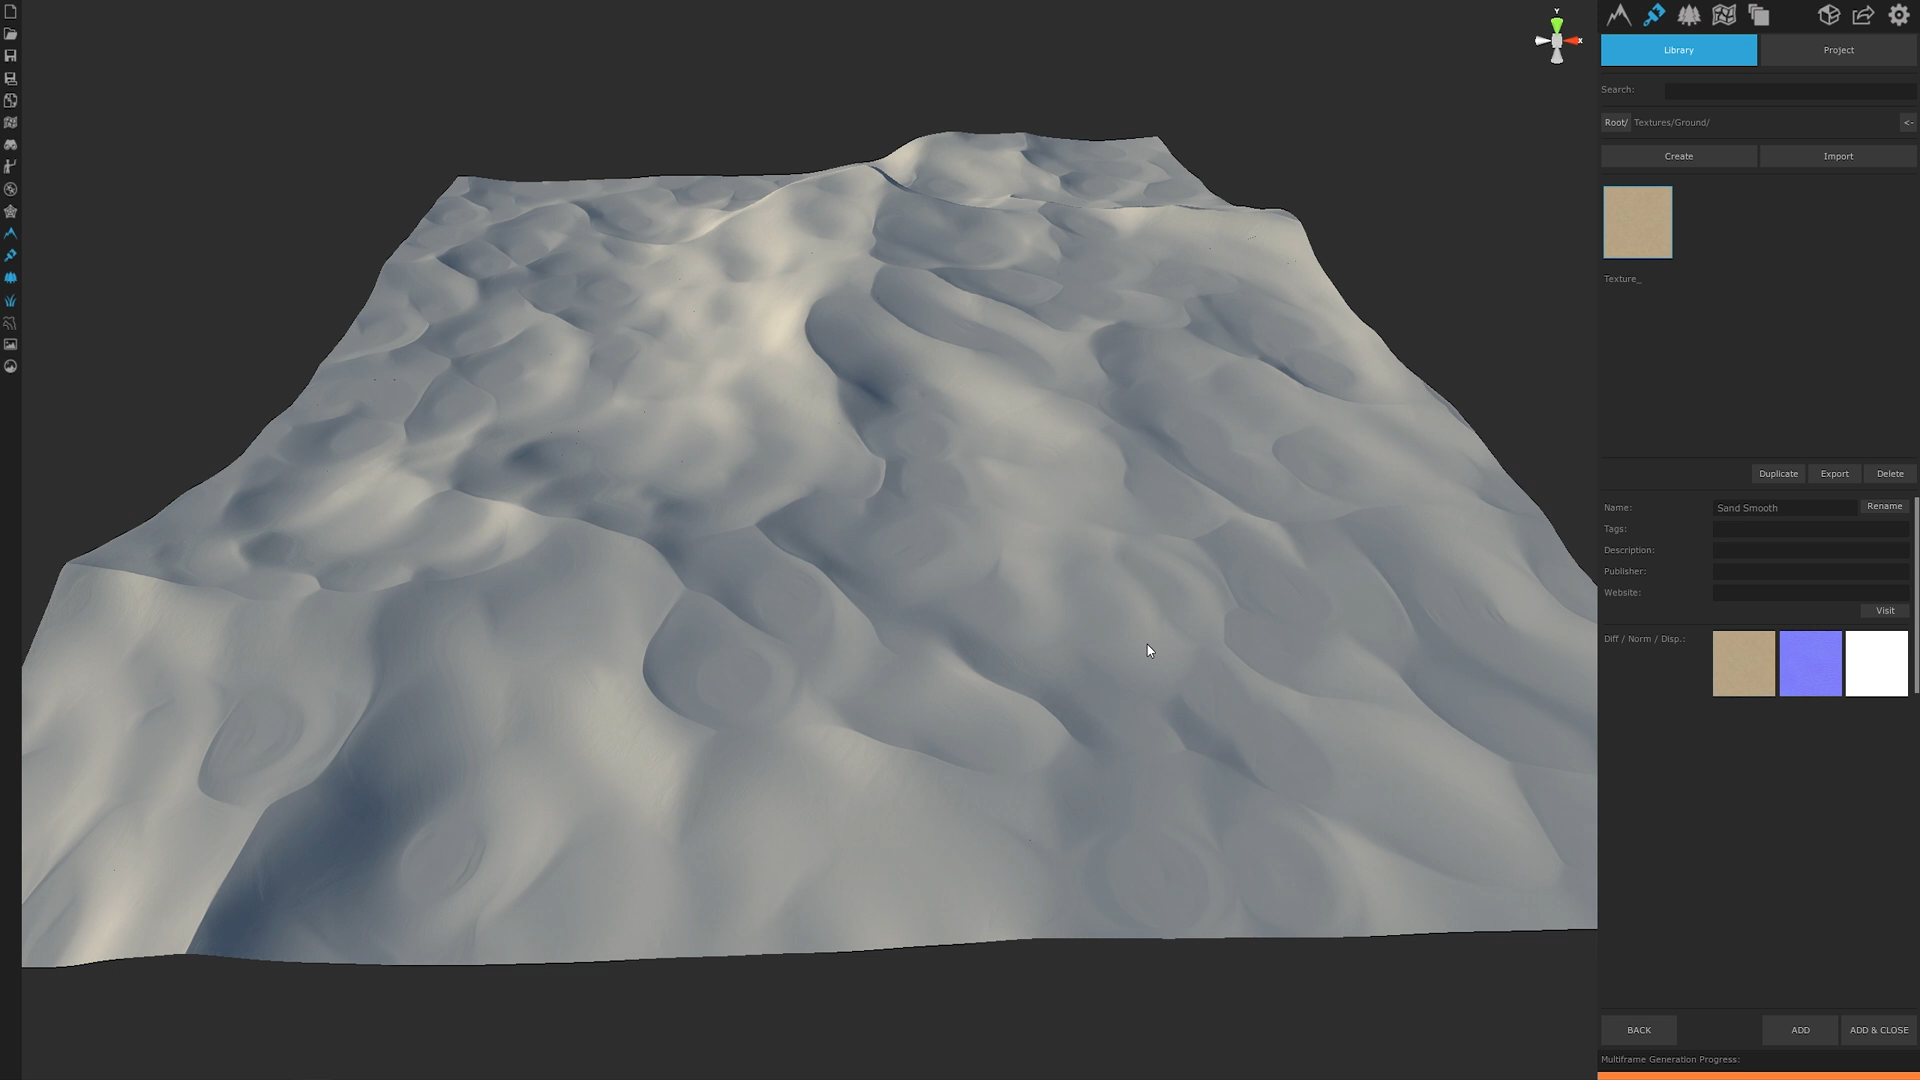 Y
x
Library Project
Search:
Root/ Textures/Ground/ <-
Create Import
Texture_
Duplicate Export Delete
Name: Sand Smooth Rename
Tags:
Description:
Publisher:
Website:
Visit
Diff / Norm / Disp.:
BACK ADD ADD & CLOSE
Multiframe Generation Progress: